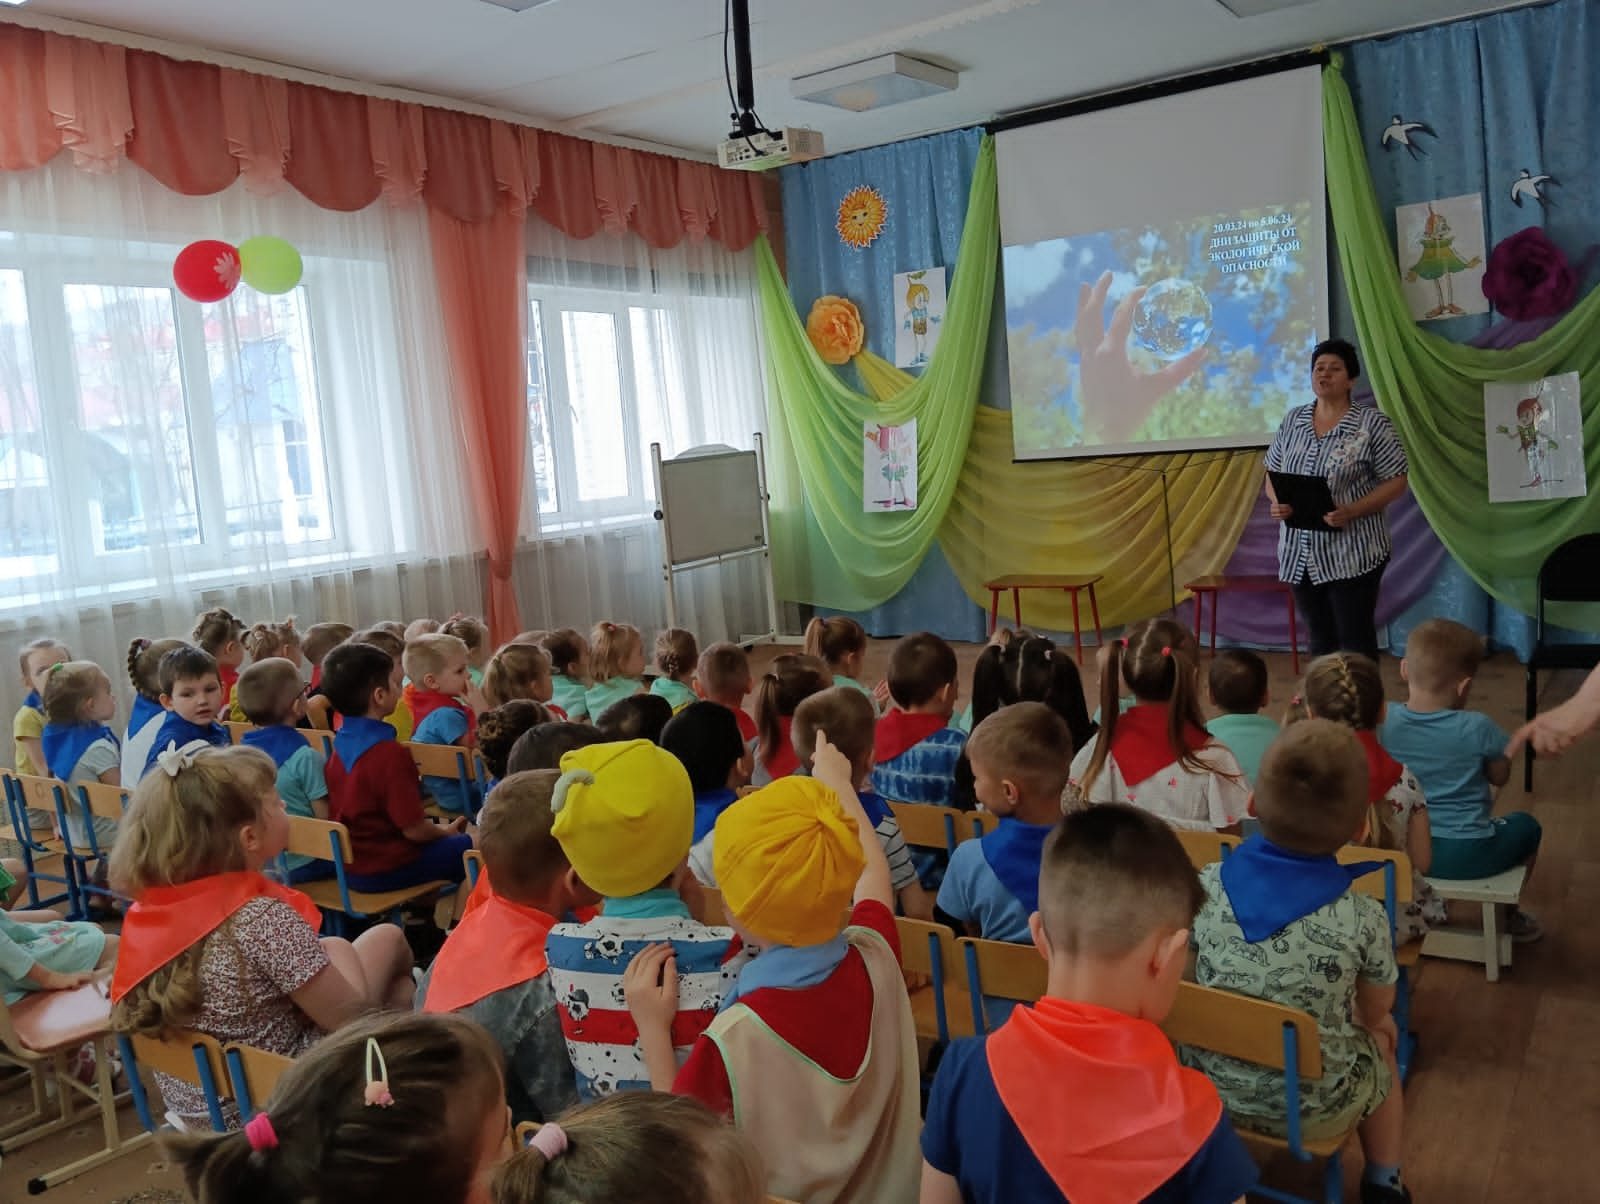 20.03.24 по 5.06.24
ДНИ ЗАЩИТЫ ОТ
ЭКОЛОГИЧЕСКОЙ
ОПАСНОСТИ